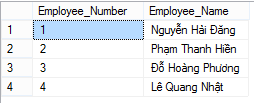 Employee_Number Employee_Name
1 1 Nguyễn Hải Đăng
2 2 Phạm Thanh Hiền
3 3 Đỗ Hoàng Phương
4 4 Lê Quang Nhật